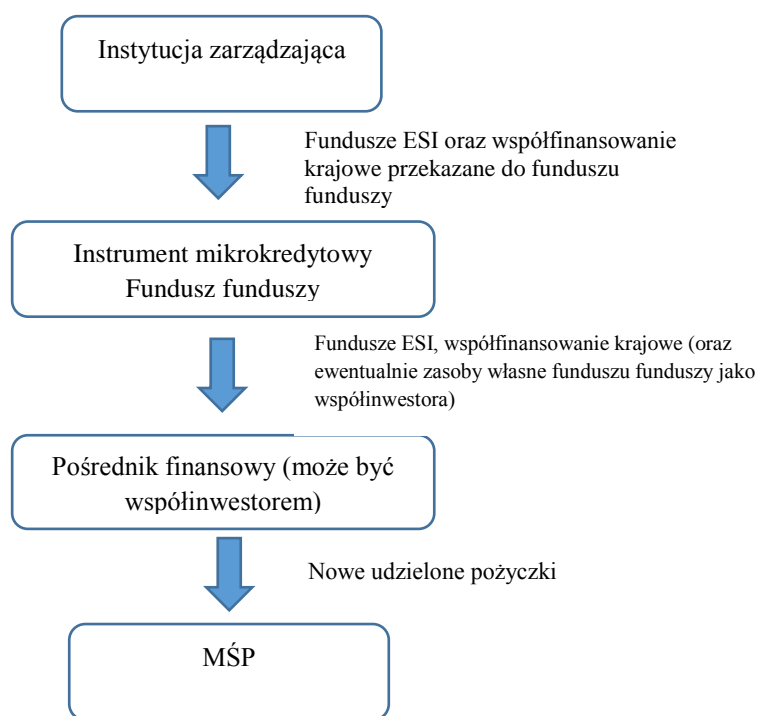 Instytucja zarządzająca
Fundusze ESI oraz współfinansowanie
krajowe przekazane do funduszu
funduszy
Instrument mikrokredytowy
Fundusz funduszy
Fundusze ESI, współfinansowanie krajowe (oraz
ewentualnie zasoby własne funduszu funduszy jako
współinwestora)
Pośrednik finansowy (może być
współinwestorem)
Nowe udzielone pożyczki
MŚP